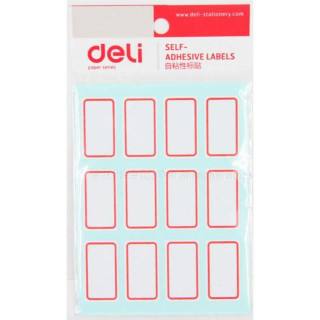 www.deli-stationery.com
deli
paper series
SELF-
ADHESIVE LABELS
自粘性标贴